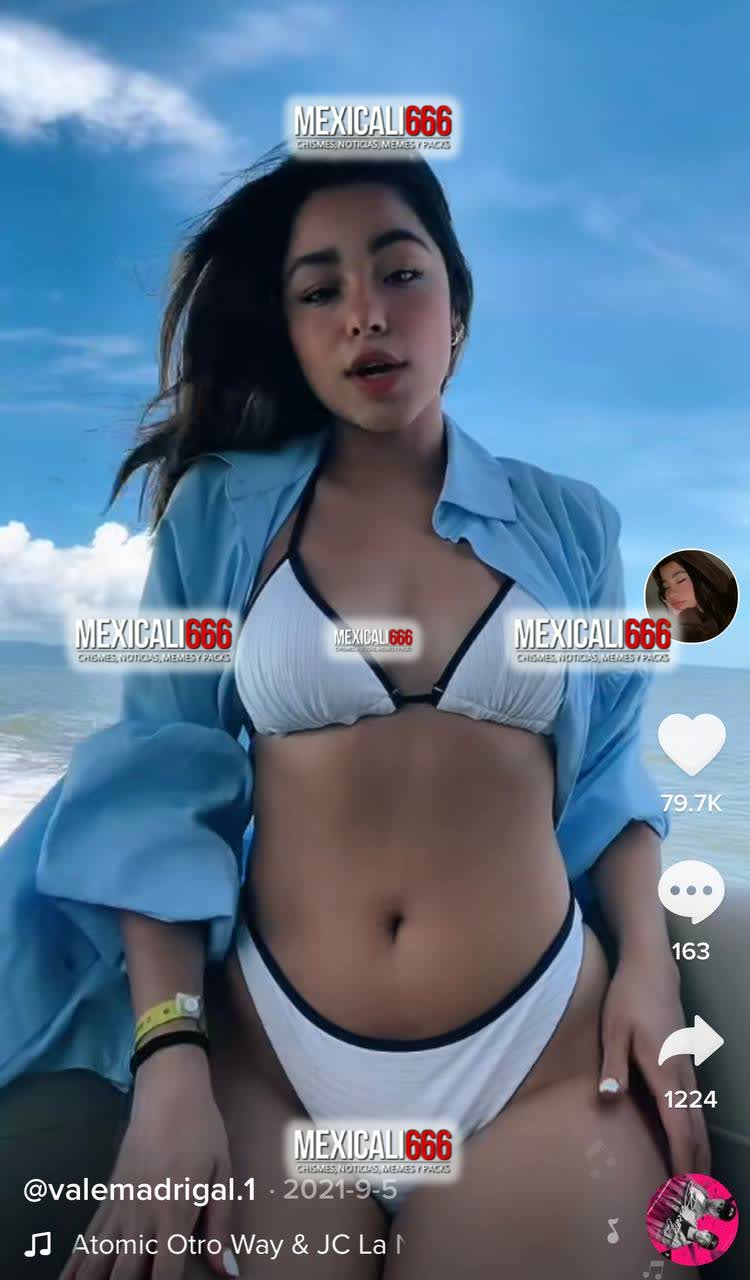 MEXICALI666
CHISMES, NOTICIAS, MEMES Y PACKS
MEXICALI666
CHISMES, NOTICIAS, MEMES Y PACKS
MEXICALI666
CHISMES, NOTICIAS, MEMES Y PACKS
MEXICALI666
CHISMES, NOTICIAS, MEMES Y PACKS
79.7K
163
1224
MEXICALI666
CHISMES, NOTICIAS, MEMES Y PACKS
@valemadrigal.1 · 2021-9-5
Atomic Otro Way & JC La